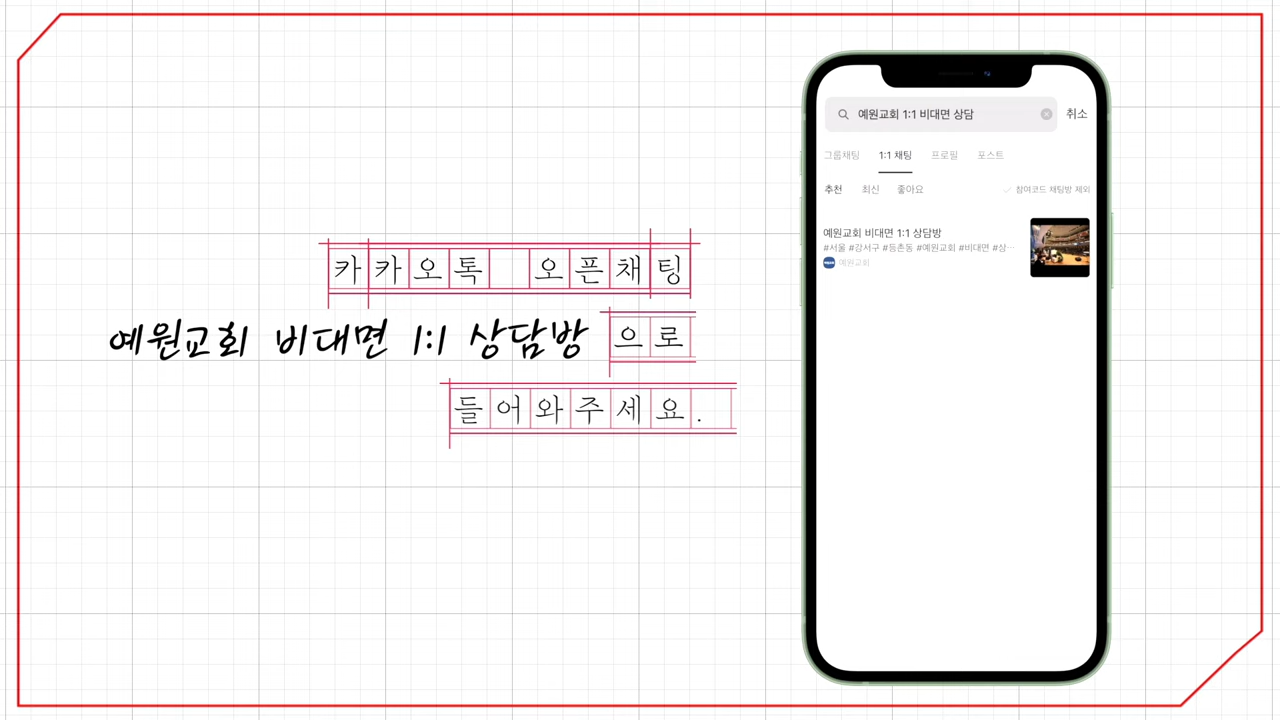 카카오톡 오픈채팅
예원교회 비대면 1:1 상담방으로
들어와주세요.
예원교회 1:1 비대면 상담
취소
그룹채팅 1:1 채팅 프로필 포스트
추천 최신 좋아요 참여코드 채팅방 제외
예원교회 비대면 1:1 상담방
#서울 #강서구 #등촌동 #예원교회 #비대면 #상···
예원교회